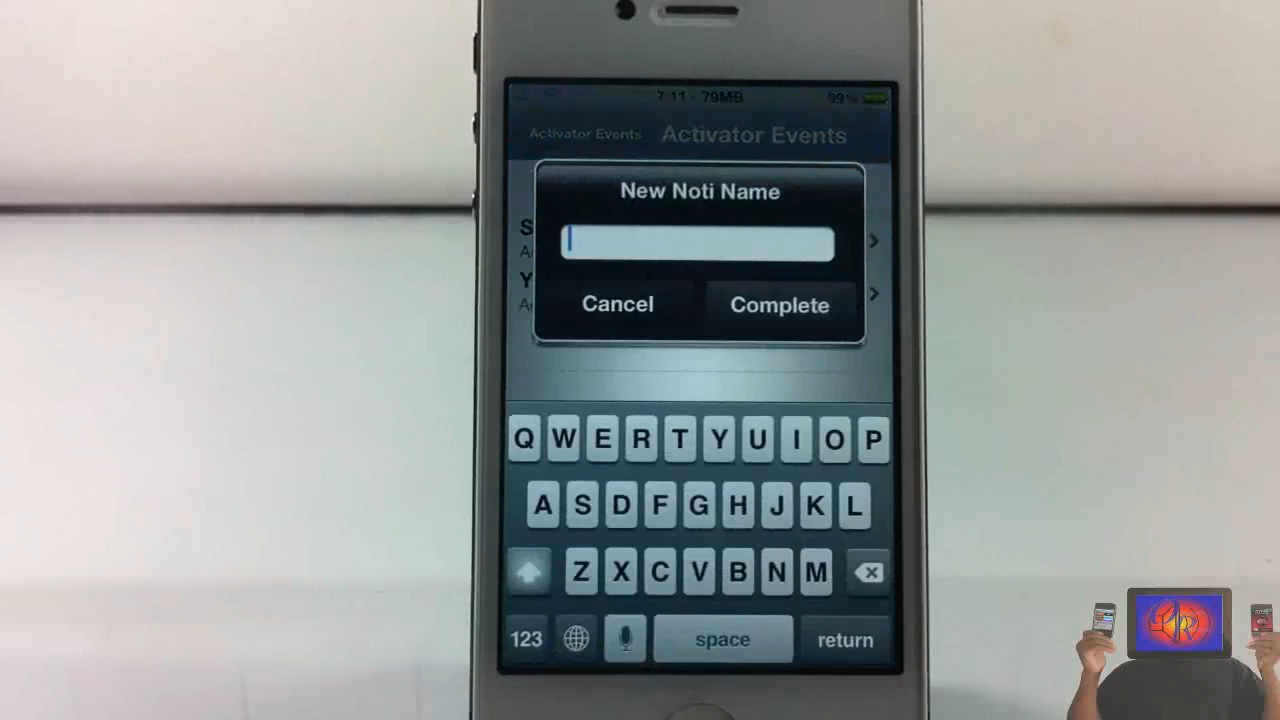 7:11 - 79MB 99%
Activator Events Activator Events
New Noti Name
S
A
Y
Cancel Complete
Q W E R T Y U I O P
A S D F G H J K L
Z X C V B N M
123 space return